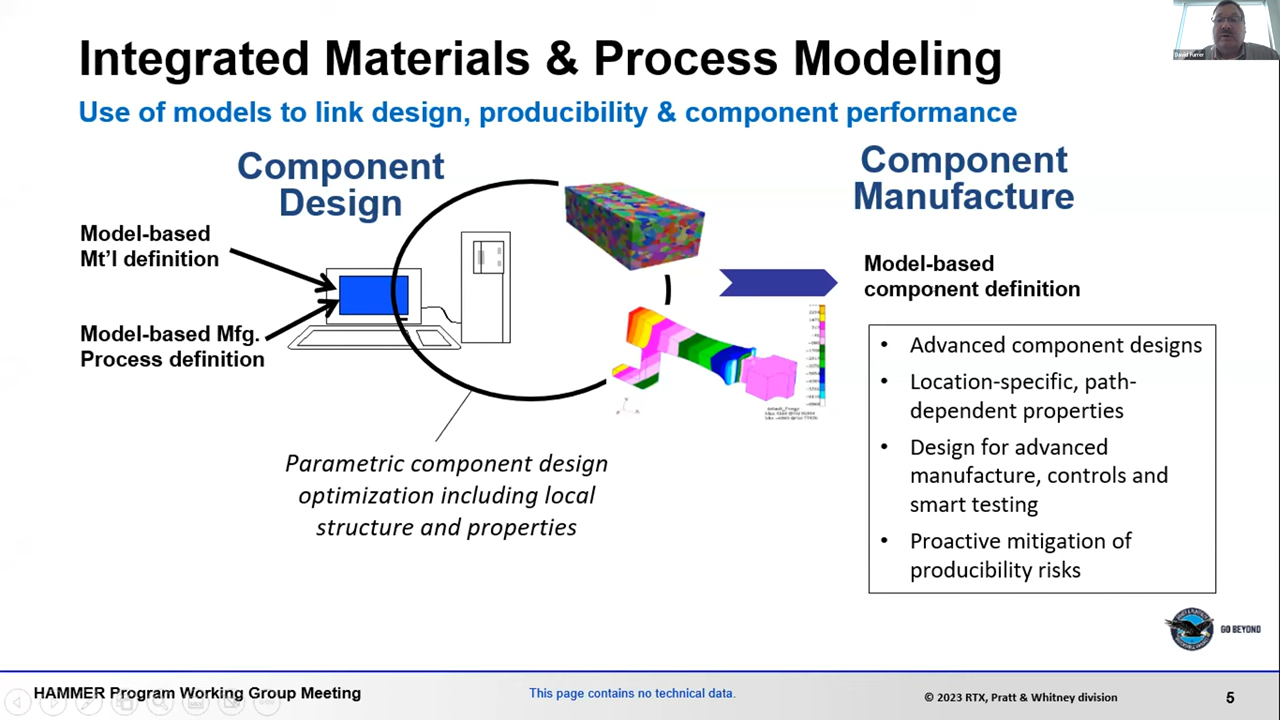 David Furrer
Integrated Materials & Process Modeling
Use of models to link design, producibility & component performance
Component
Design
Component
Manufacture
Model-based
Mt'l definition
Model-based Mfg.
Process definition
Model-based
component definition
Parametric component design
optimization including local
structure and properties
• Advanced component designs
• Location-specific, path-
dependent properties
• Design for advanced
manufacture, controls and
smart testing
• Proactive mitigation of
producibility risks
GO BEYOND
HAMMER Program Working Group Meeting
This page contains no technical data.
© 2023 RTX, Pratt & Whitney division
5